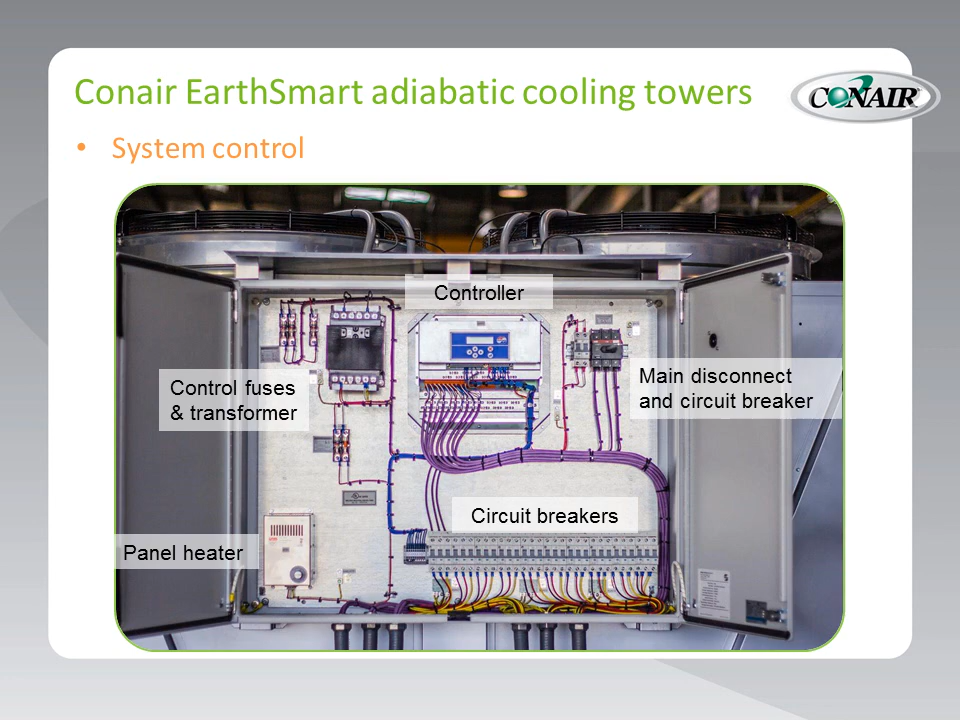 Conair EarthSmart adiabatic cooling towers
CONAIR
• System control
Controller
Control fuses
& transformer
Main disconnect
and circuit breaker
Circuit breakers
Panel heater